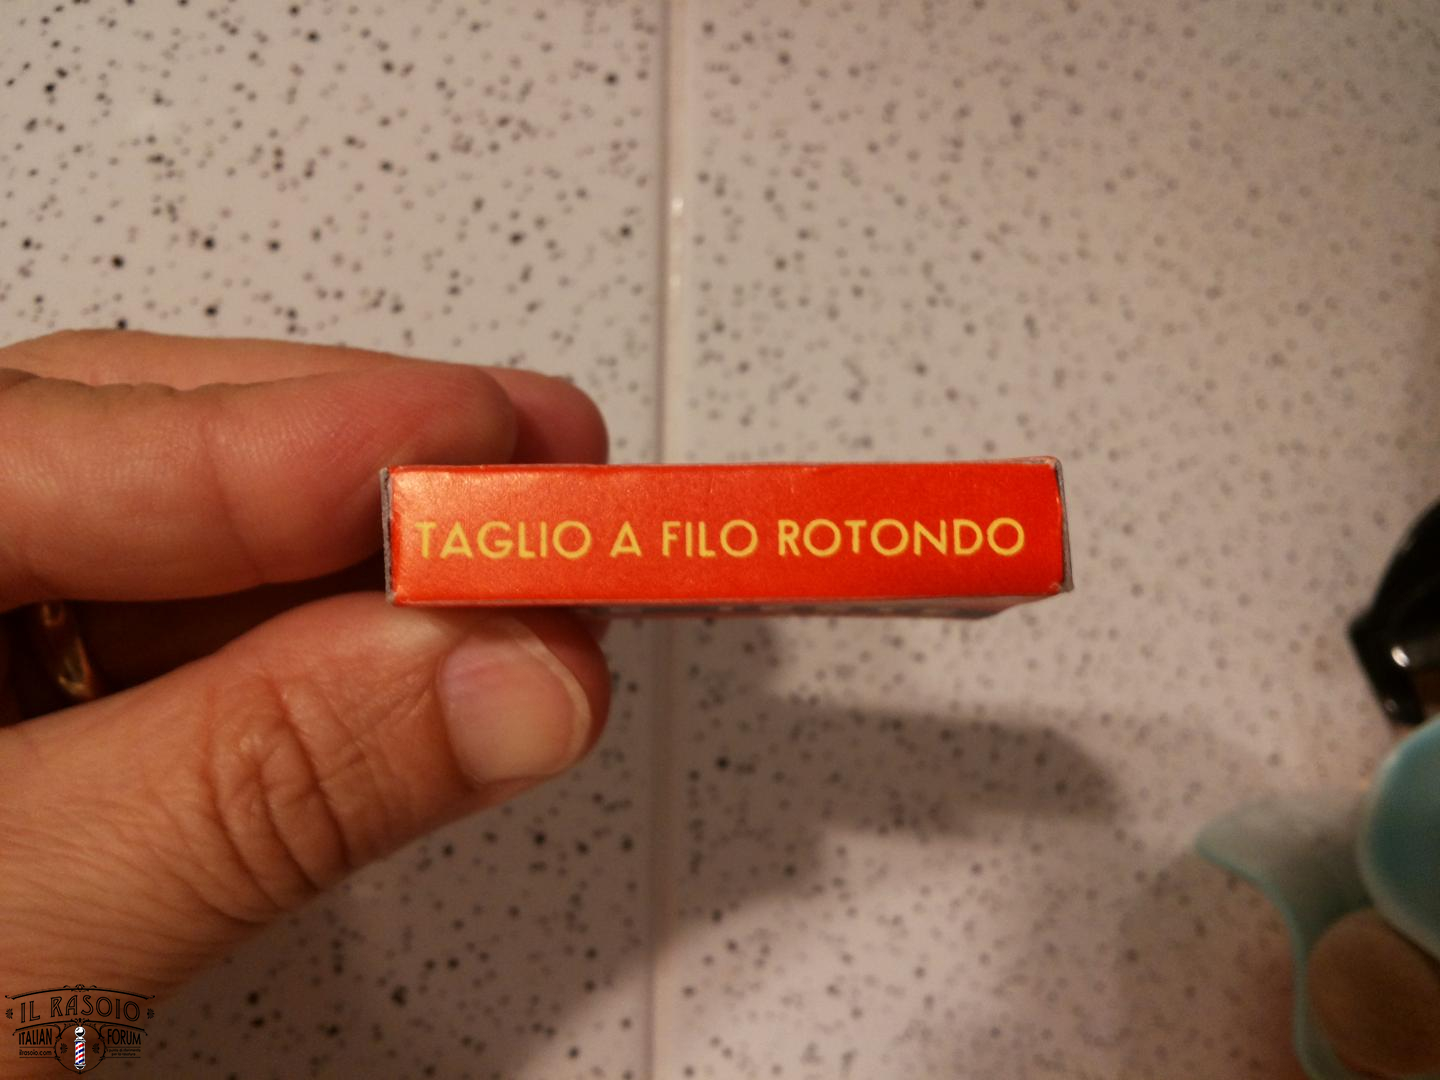 TAGLIO A FILO ROTONDO
IL RASOIO
ITALIAN FORUM